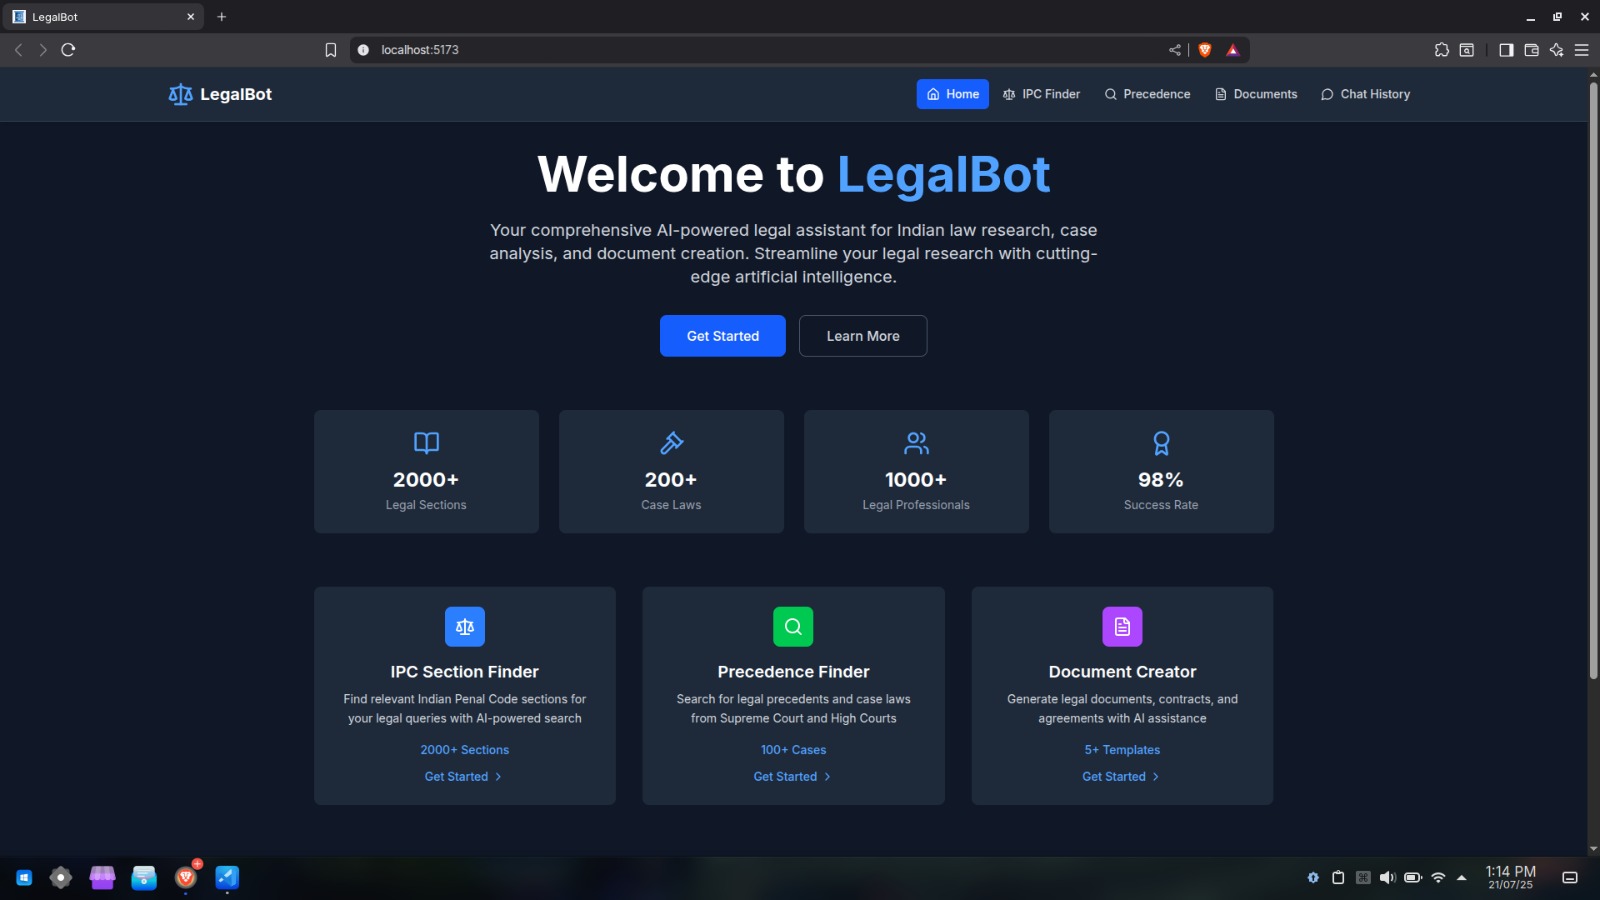 LegalBot
localhost:5173
LegalBot
Home
IPC Finder
Precedence
Documents
Chat History
Welcome to LegalBot
Your comprehensive AI-powered legal assistant for Indian law research, case
analysis, and document creation. Streamline your legal research with cutting-
edge artificial intelligence.
Get Started
Learn More
2000+
Legal Sections
200+
Case Laws
1000+
Legal Professionals
98%
Success Rate
IPC Section Finder
Find relevant Indian Penal Code sections for
your legal queries with AI-powered search
2000+ Sections
Get Started
Precedence Finder
Search for legal precedents and case laws
from Supreme Court and High Courts
100+ Cases
Get Started
Document Creator
Generate legal documents, contracts, and
agreements with AI assistance
5+ Templates
Get Started
1:14 PM
21/07/25